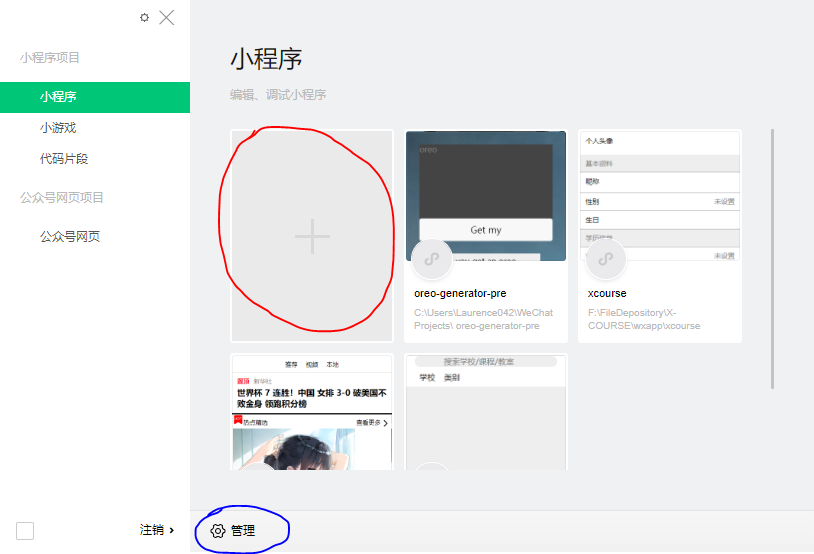 小程序项目
小程序
小游戏
代码片段
公众号网页项目
公众号网页
注销
小程序
编辑、调试小程序
oreo
Get my
oreo-generator-pre
C:\Users\Laurence042\WeChat
Projects\ oreo-generator-pre
个人头像
基本资料
昵称
性别 未设置
生日
未设置
xcourse
F:\FileDepository\X-
COURSE\wxapp\xcourse
推荐 视频 本地
置顶 新华社
世界杯 7 连胜！中国 女排 3-0 破美国不
败金身 领跑积分榜
热点精选 查看更多
搜索学校/课程/教室
学校 类别
管理